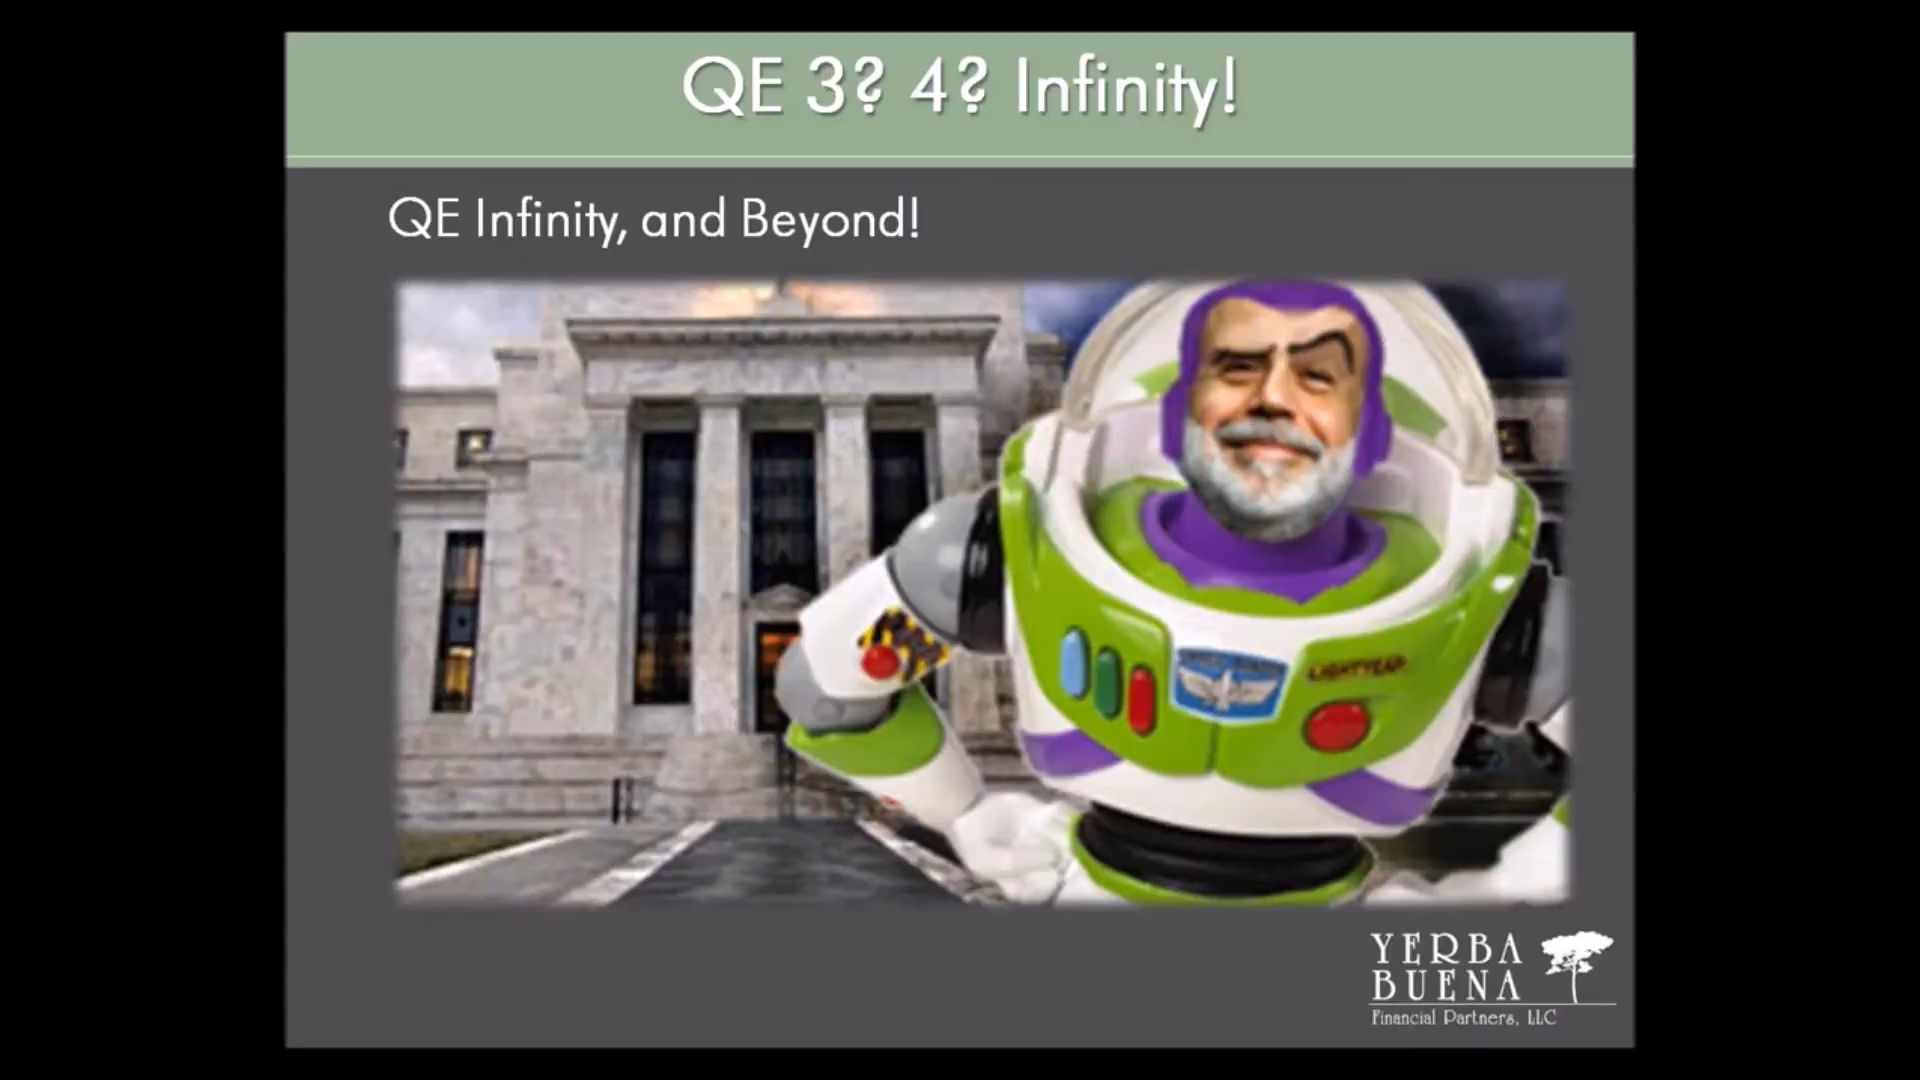 QE 3? 4? Infinity!
QE Infinity, and Beyond!
LIGHTYEAR
YERBA
BUENA
Financial Partners, LLC